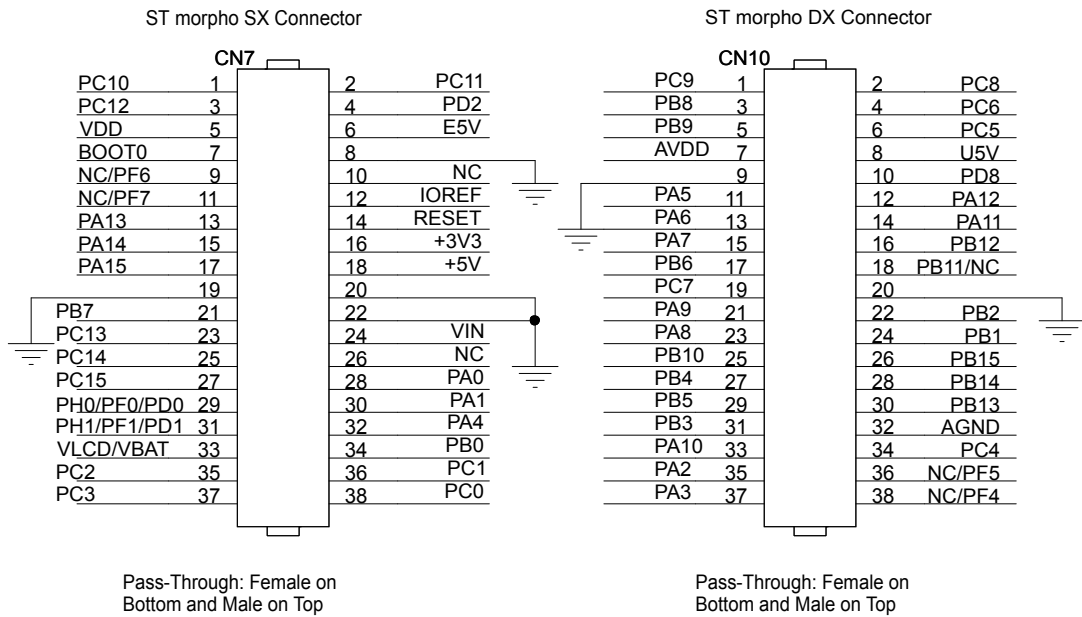 ST morpho SX Connector
CN7
PC10 1 2 PC11
PC12 3 4 PD2
VDD 5 6 E5V
BOOT0 7 8
NC/PF6 9 10 NC
NC/PF7 11 12 IOREF
PA13 13 14 RESET
PA14 15 16 +3V3
PA15 17 18 +5V
19 20
PB7 21 22
PC13 23 24 VIN
PC14 25 26 NC
PC15 27 28 PA0
PH0/PF0/PD0 29 30 PA1
PH1/PF1/PD1 31 32 PA4
VLCD/VBAT 33 34 PB0
PC2 35 36 PC1
PC3 37 38 PC0
Pass-Through: Female on
Bottom and Male on Top
ST morpho DX Connector
CN10
PC9 1 2 PC8
PB8 3 4 PC6
PB9 5 6 PC5
AVDD 7 8 U5V
9 10 PD8
PA5 11 12 PA12
PA6 13 14 PA11
PA7 15 16 PB12
PB6 17 18 PB11/NC
PC7 19 20
PA9 21 22 PB2
PA8 23 24 PB1
PB10 25 26 PB15
PB4 27 28 PB14
PB5 29 30 PB13
PB3 31 32 AGND
PA10 33 34 PC4
PA2 35 36 NC/PF5
PA3 37 38 NC/PF4
Pass-Through: Female on
Bottom and Male on Top